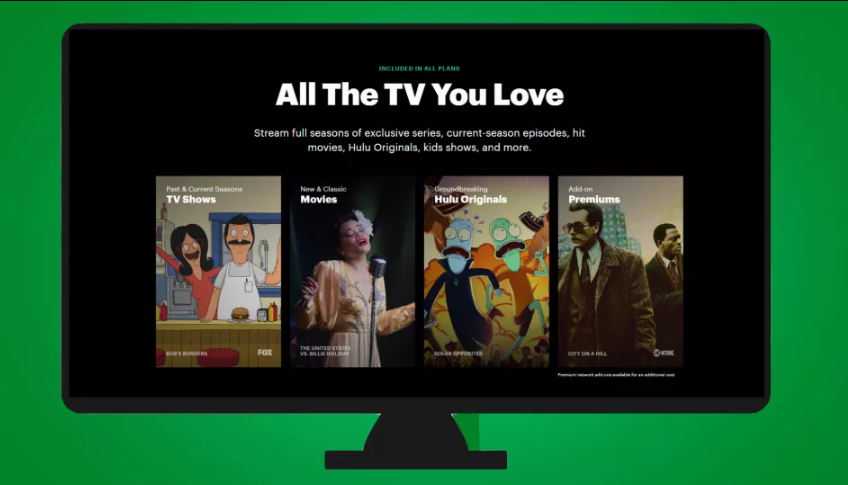 INCLUDED IN ALL PLANS
All The TV You Love
Stream full seasons of exclusive series, current-season episodes, hit
movies, Hulu Originals, kids shows, and more.
Past & Current Seasons
TV Shows
BOB'S BURGERS
FOX
New & Classic
Movies
THE UNITED STATES
VS. BILLIE HOLIDAY
Groundbreaking
Hulu Originals
SOLAR OPPOSITES
Add-on
Premiums
CITY ON A HILL
SHOWTIME
Premium network add-ons available for an additional cost